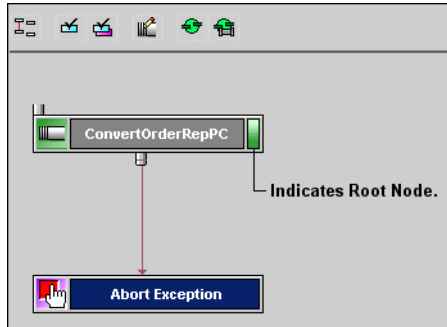 ConvertOrderRepPC
Indicates Root Node.
Abort Exception